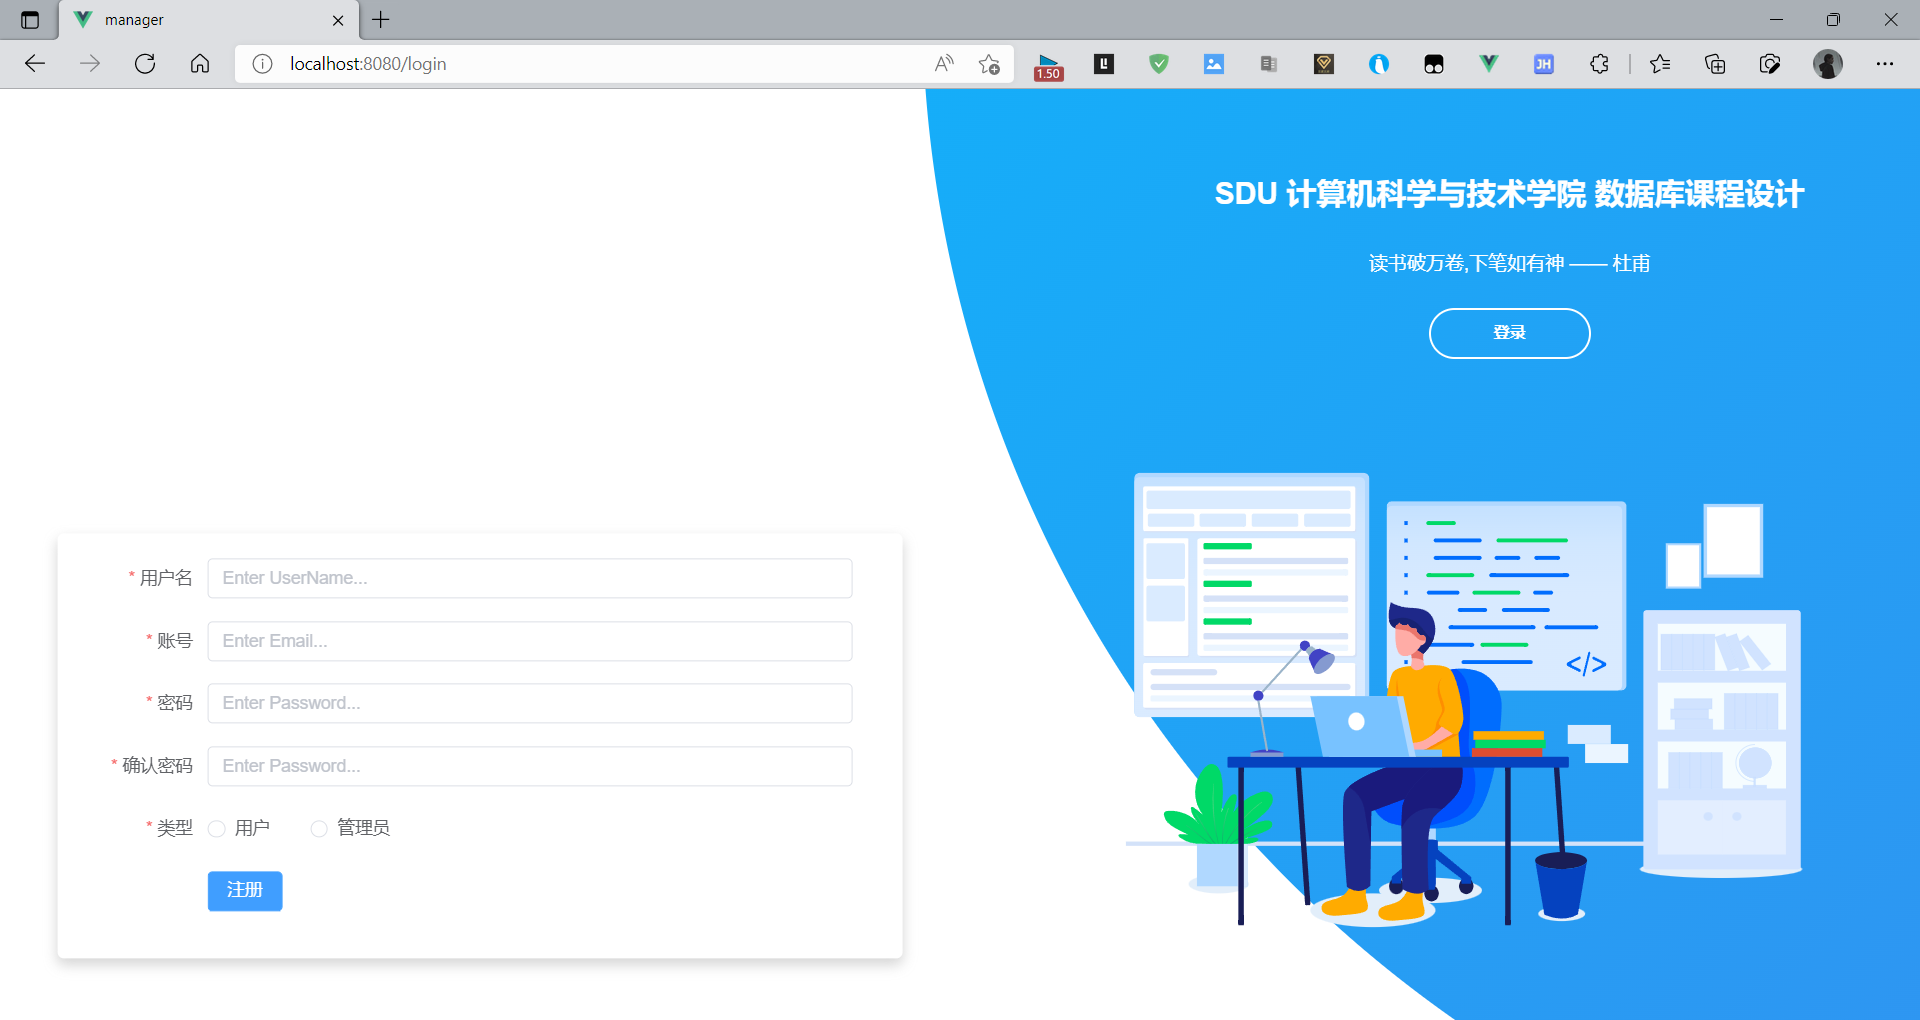 manager
localhost:8080/login
1.50
JH
SDU 计算机科学与技术学院 数据库课程设计
读书破万卷,下笔如有神 —— 杜甫
登录
</>
* 用户名 Enter UserName...
* 账号 Enter Email...
* 密码 Enter Password...
* 确认密码 Enter Password...
* 类型 用户 管理员
注册